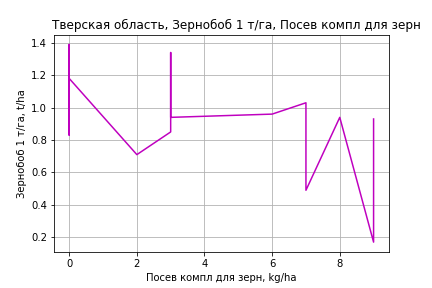 Тверская область, Зернобоб 1 т/га, Посев компл для зерн
1.4
1.2
1.0
0.8
0.6
0.4
0.2
Зернобоб 1 т/га, t/ha
0 2 4 6 8
Посев компл для зерн, kg/ha